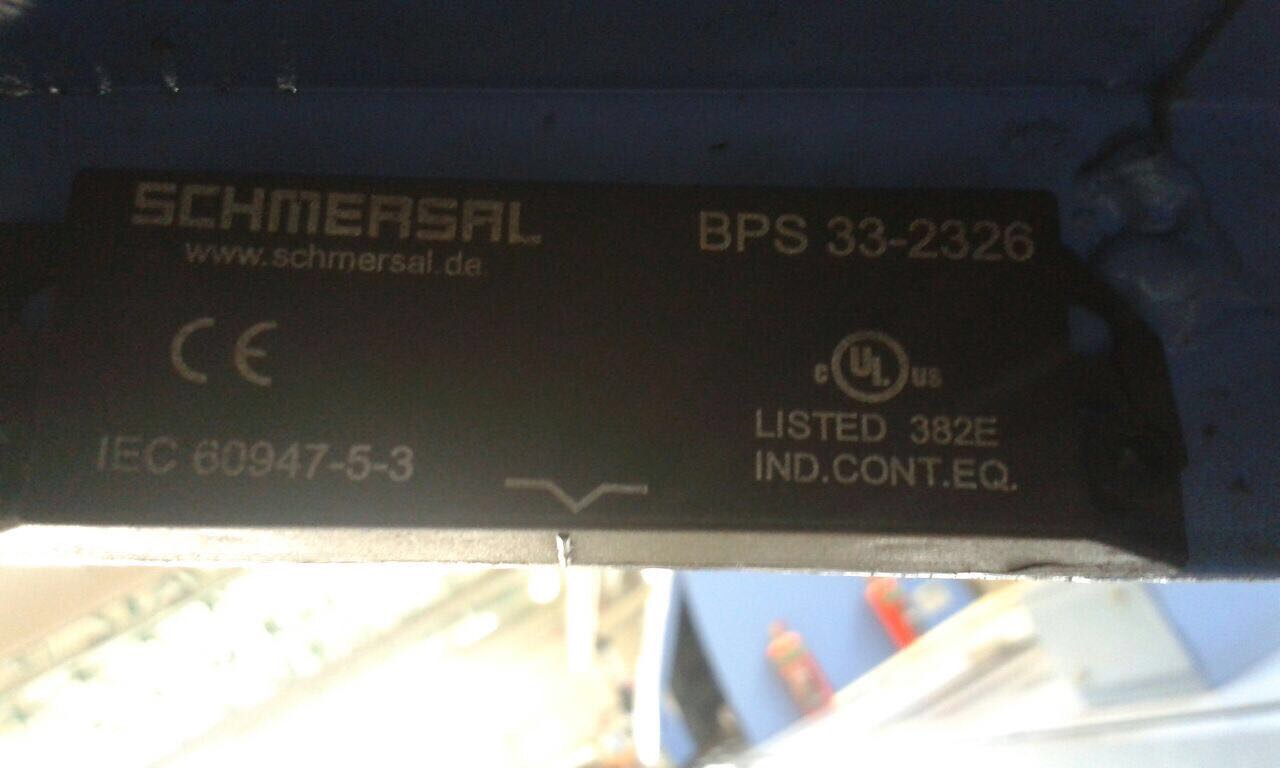 SCHMERSAL
www.schmersal.de
BPS 33-2326
CE
c UL us
LISTED 382E
IND.CONT.EQ.
IEC 60947-5-3